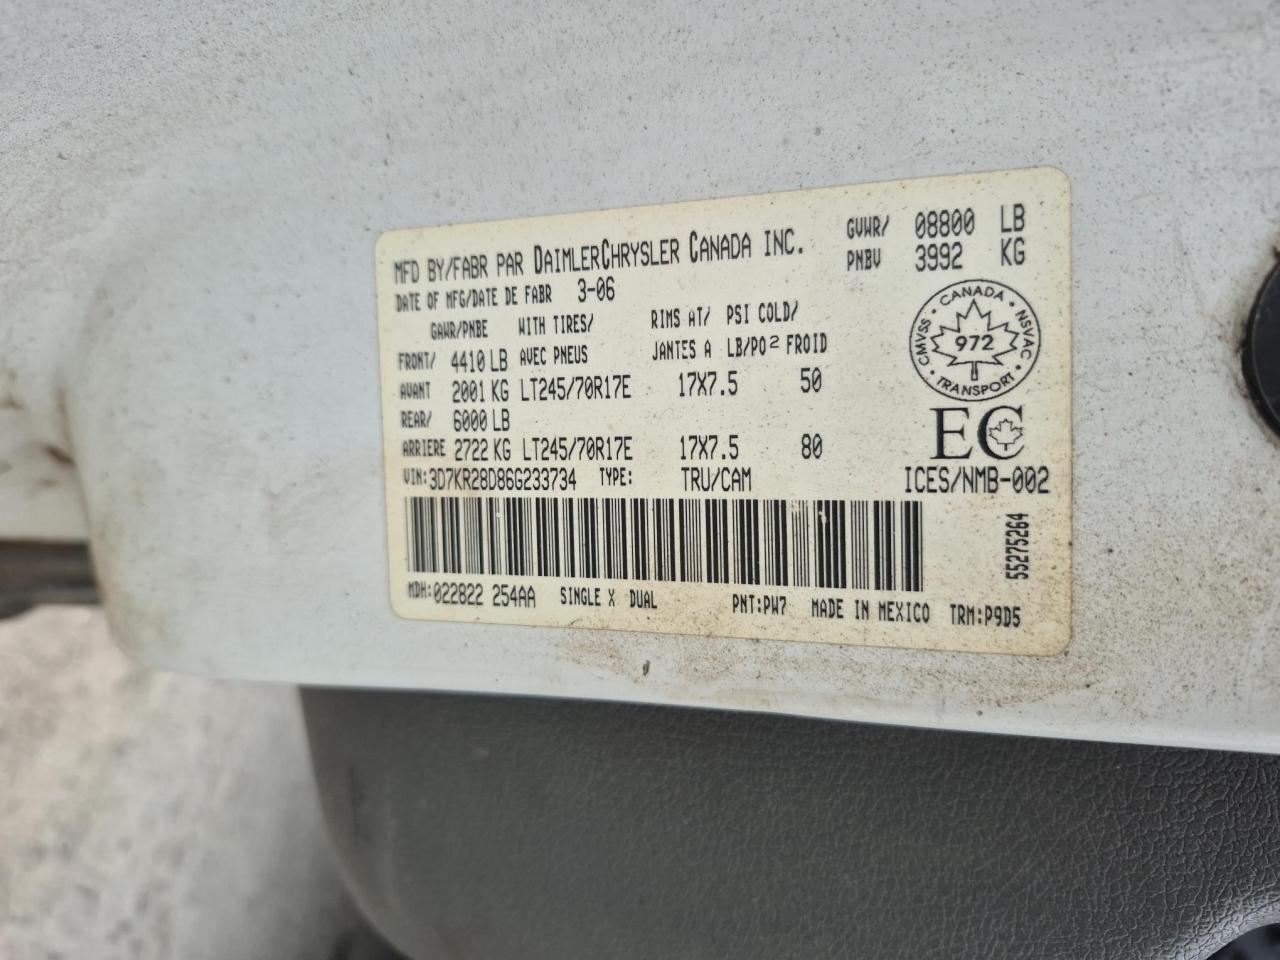 MFD BY/FABR PAR DAIMLERCHRYSLER CANADA INC.
GVWR/ 08800 LB
PNBV 3992 KG
DATE OF MFG/DATE DE FABR 3-06
GAWR/PNBE WITH TIRES/ RIMS AT/ PSI COLD/
FRONT/ 4410 LB AVEC PNEUS JANTES A LB/PO² FROID
AVANT 2001 KG LT245/70R17E 17X7.5 50
REAR/ 6000 LB
ARRIERE 2722 KG LT245/70R17E 17X7.5 80
CANADA • NSVAC • TRANSPORT • CMVSS •
972
EC
VIN: 3D7KR28D86G233734 TYPE: TRU/CAM ICES/NMB-002
55275264
MDH: 022822 254AA SINGLE X DUAL PNT: PW7 MADE IN MEXICO TRM: P9D5